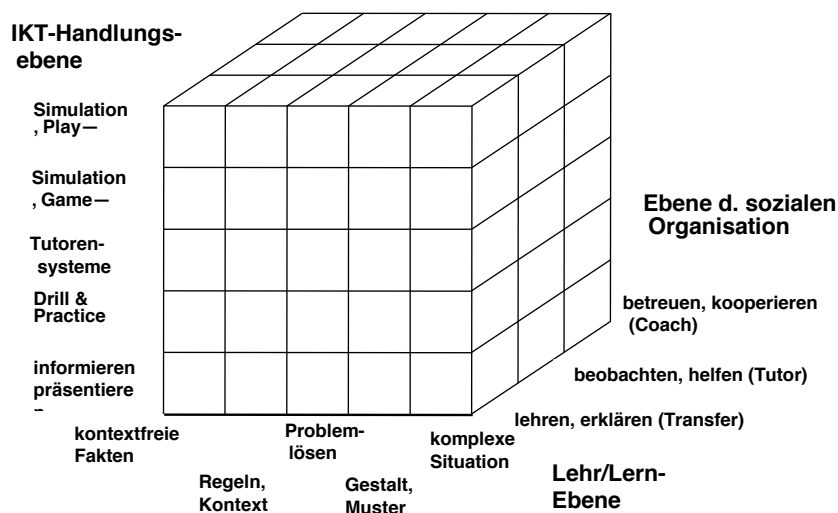 IKT-Handlungs-
ebene
Simulation
, Play—
Simulation
, Game—
Tutoren-
systeme
Drill &
Practice
informieren
präsentiere
Ebene d. sozialen
Organisation
betreuen, kooperieren
(Coach)
beobachten, helfen (Tutor)
lehren, erklären (Transfer)
kontextfreie
Fakten
Regeln,
Kontext
Problem-
lösen
Gestalt,
Muster
komplexe
Situation
Lehr/Lern-
Ebene